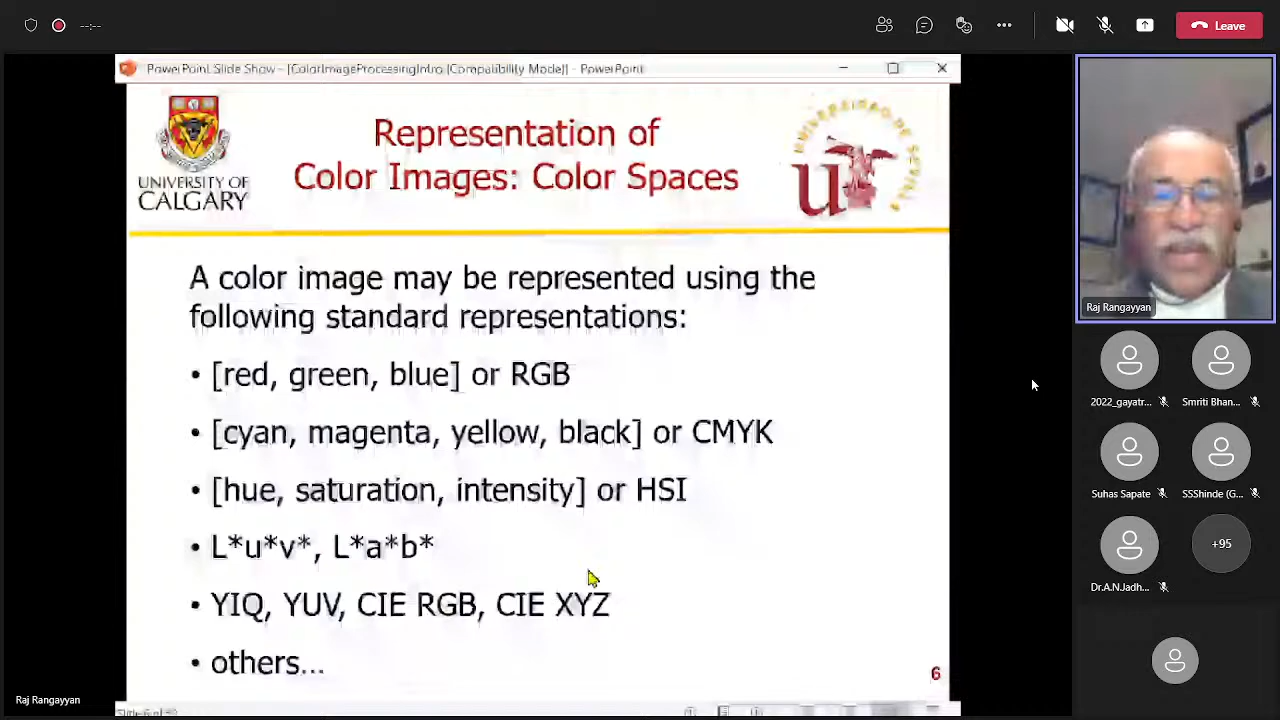 --:--
Leave
PowerPoint Slide Show - [ColorImageProcessingIntro [Compatibility Mode]] - PowerPoint
UNIVERSITY OF
CALGARY
Representation of
Color Images: Color Spaces
UNIVERSIDAD DE SEVILLA
A color image may be represented using the
following standard representations:
• [red, green, blue] or RGB
• [cyan, magenta, yellow, black] or CMYK
• [hue, saturation, intensity] or HSI
• L*u*v*, L*a*b*
• YIQ, YUV, CIE RGB, CIE XYZ
• others...
6
Raj Rangayyan
Raj Rangayyan
2022_gayatr...
Smriti Bhan...
Suhas Sapate
SSShinde (G...
Dr.A.N.Jadh...
+95